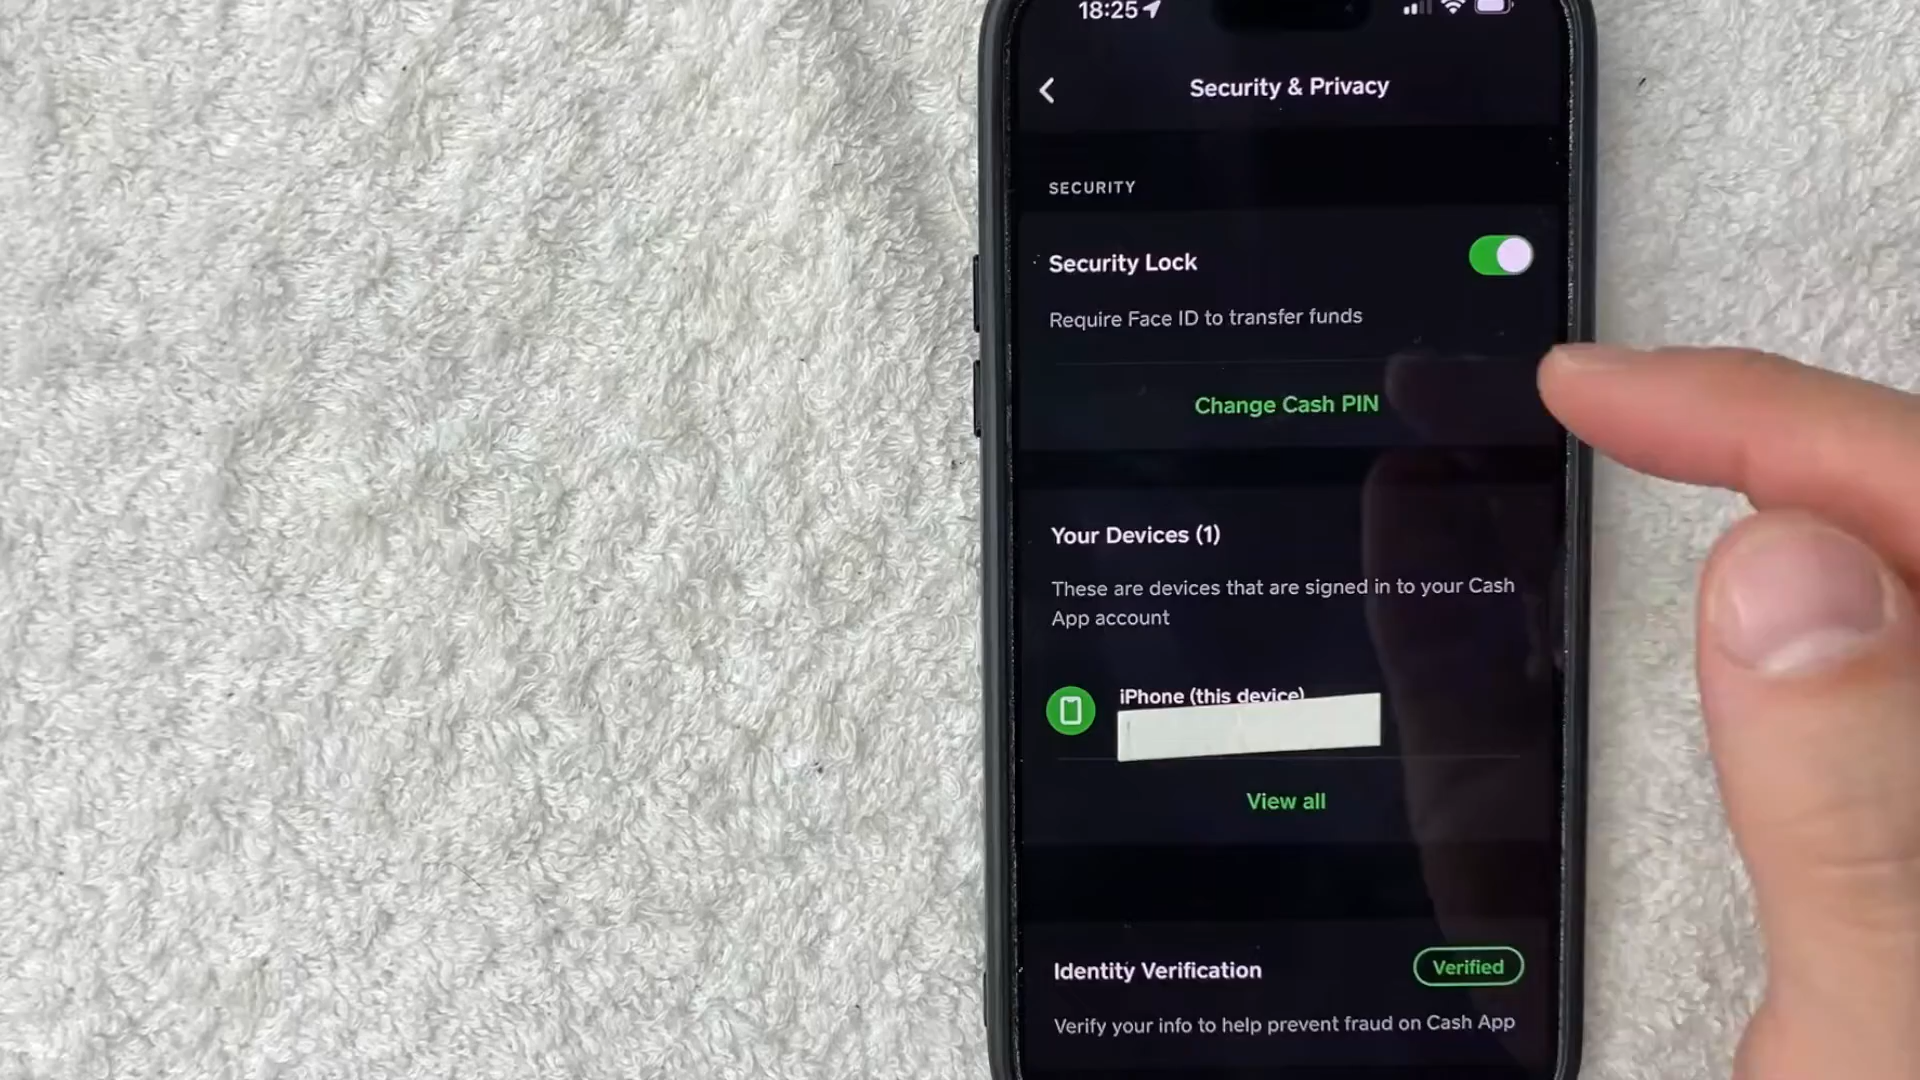 18:25
Security & Privacy
SECURITY
Security Lock
Require Face ID to transfer funds
Change Cash PIN
Your Devices (1)
These are devices that are signed in to your Cash
App account
iPhone (this device)
View all
Identity Verification
Verified
Verify your info to help prevent fraud on Cash App